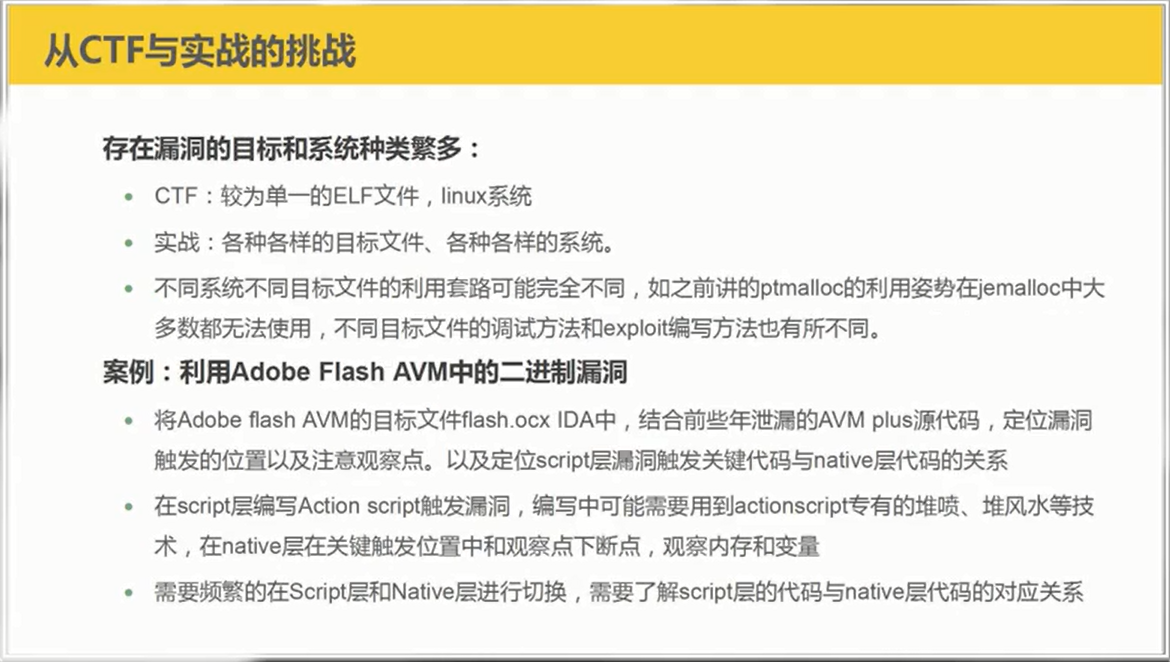 从CTF与实战的挑战
存在漏洞的目标和系统种类繁多：
• CTF：较为单一的ELF文件，linux系统
• 实战：各种各样的目标文件、各种各样的系统。
• 不同系统不同目标文件的利用套路可能完全不同，如之前讲的ptmalloc的利用姿势在jemalloc中大
多数都无法使用，不同目标文件的调试方法和exploit编写方法也有所不同。
案例：利用Adobe Flash AVM中的二进制漏洞
• 将Adobe flash AVM的目标文件flash.ocx IDA中，结合前些年泄漏的AVM plus源代码，定位漏洞
触发的位置以及注意观察点。以及定位script层漏洞触发关键代码与native层代码的关系
• 在script层编写Action script触发漏洞，编写中可能需要用到actionscript专有的堆喷、堆风水等技
术，在native层在关键触发位置中和观察点下断点，观察内存和变量
• 需要频繁的在Script层和Native层进行切换，需要了解script层的代码与native层代码的对应关系